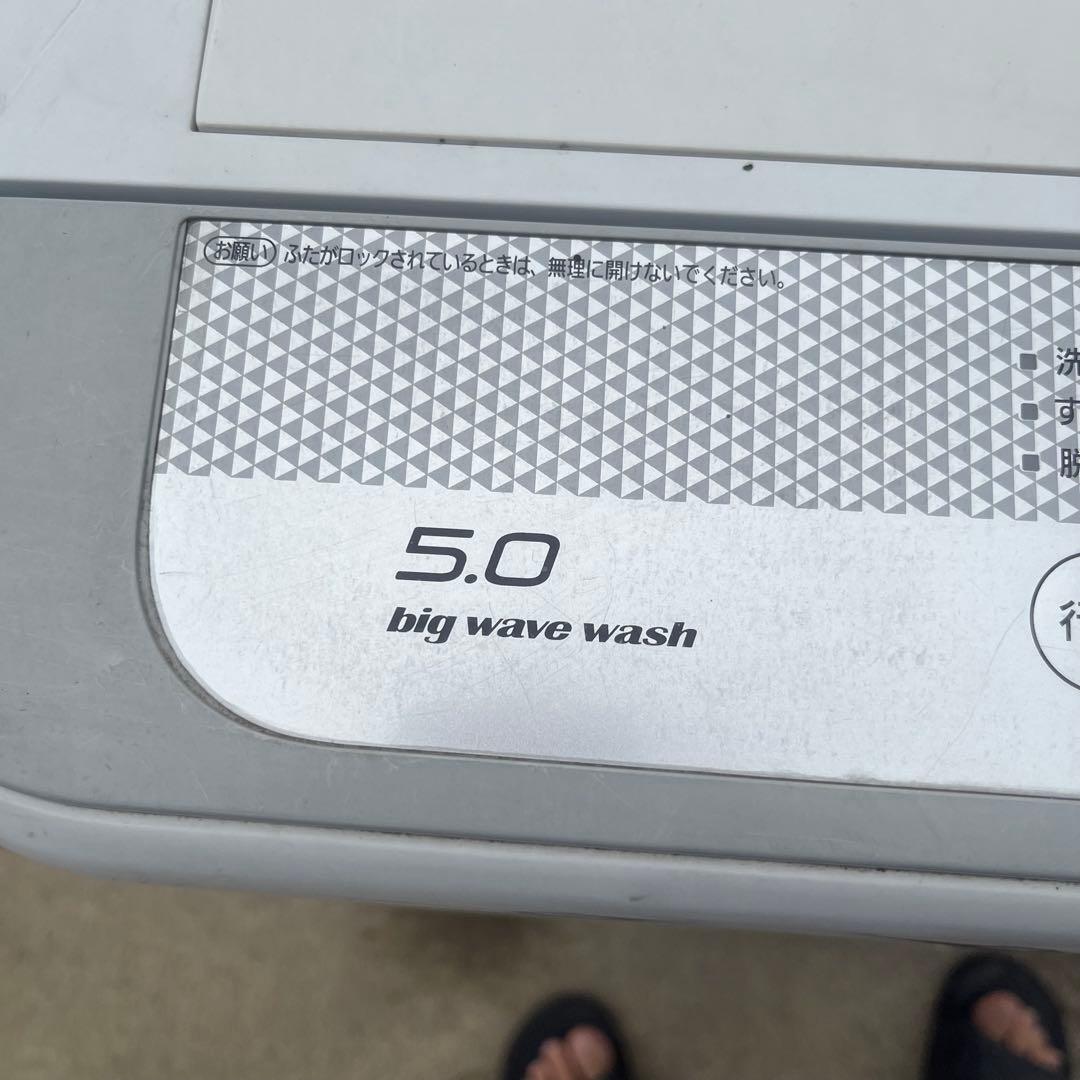 お願い ふたがロックされているときは、無理に開けないでください。
洗
す
脱
5.0
big wave wash
行